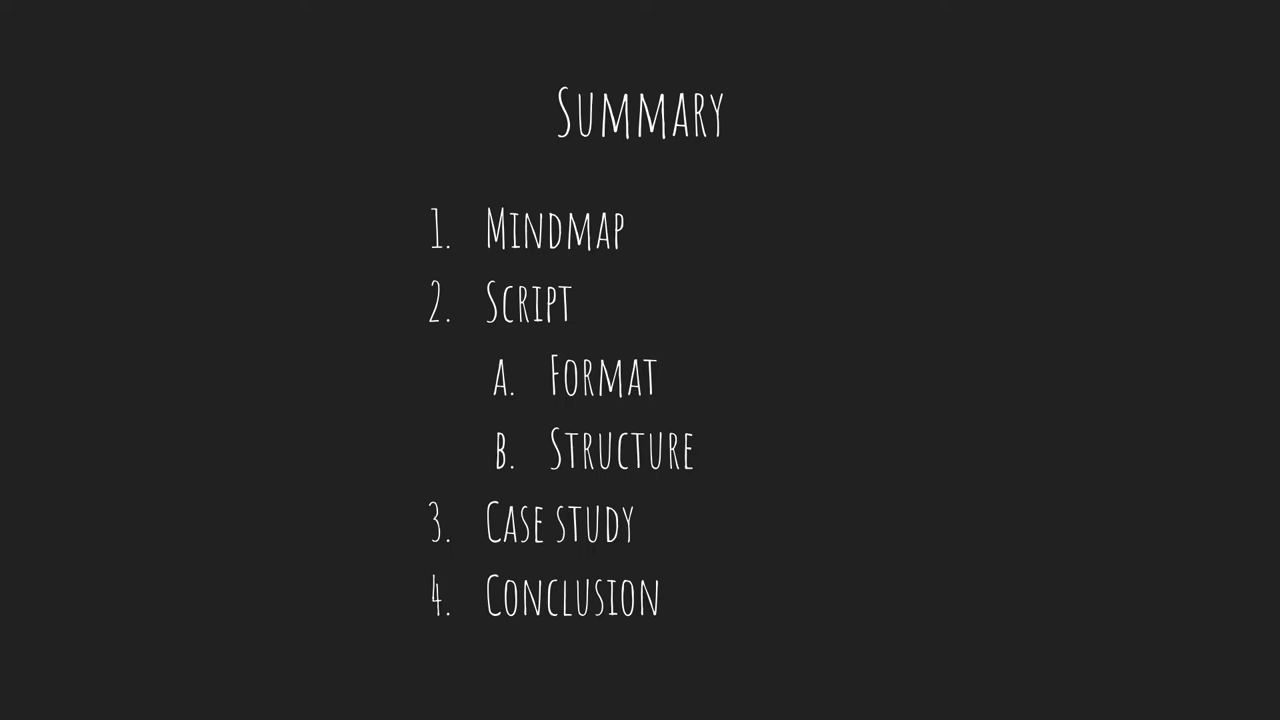 Summary
1. Mindmap
2. Script
A. Format
B. Structure
3. Case study
4. Conclusion